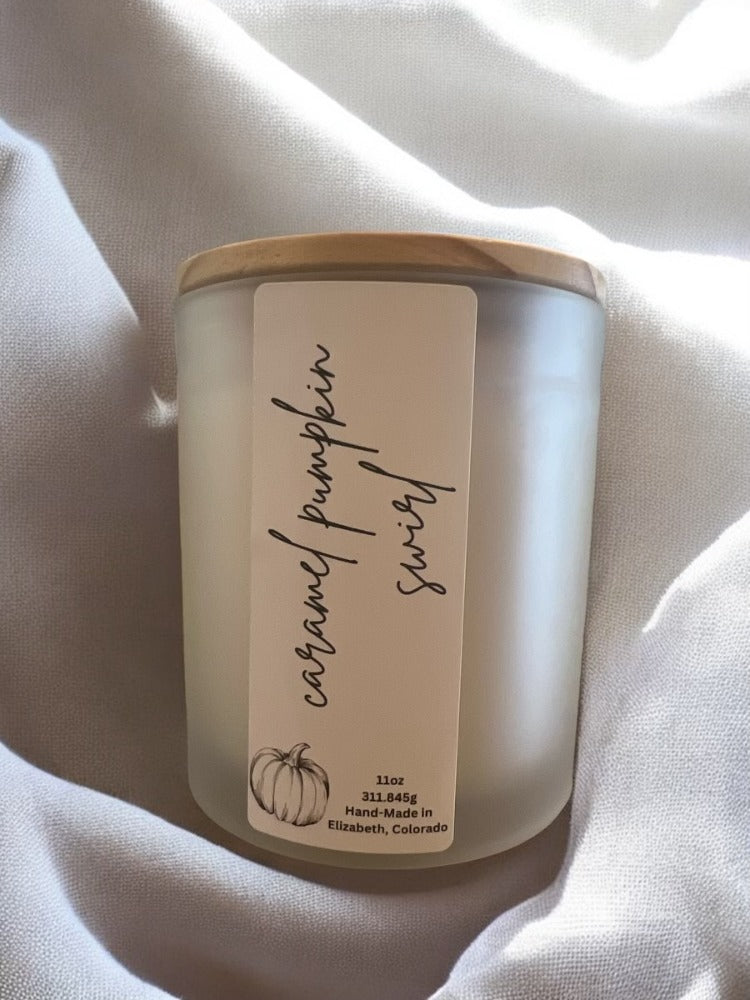 caramel pumpkin
swirl
11oz
311.845g
Hand-Made in
Elizabeth, Colorado